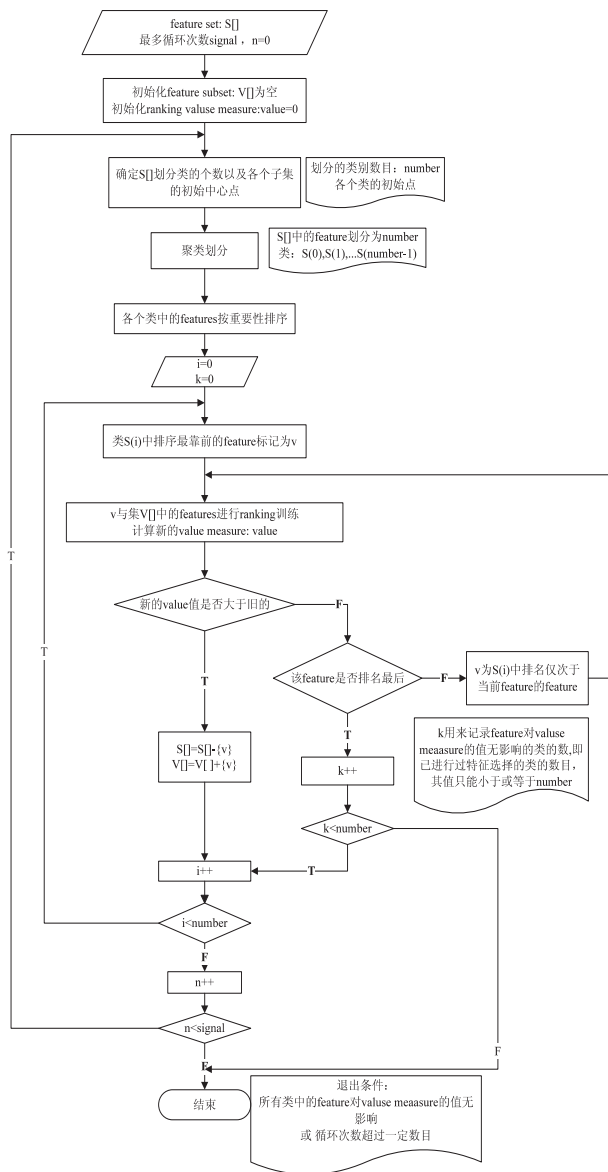 feature set: S[]
最多循环次数signal ，n=0
初始化feature subset: V[]为空
初始化ranking valuse measure:value=0
确定S[]划分类的个数以及各个子集
的初始中心点
划分的类别数目：number
各个类的初始点
聚类划分
S[]中的feature划分为number
类：S(0),S(1),...S(number-1)
各个类中的features按重要性排序
i=0
k=0
类S(i)中排序最靠前的feature标记为v
v与集V[]中的features进行ranking训练
计算新的value measure: value
T
新的value值是否大于旧的
F
T
T
该feature是否排名最后
F
v为S(i)中排名仅次于
当前feature的feature
T
S[]=S[]-{v}
V[]=V[ ]+{v}
k++
k用来记录feature对valuse
meaasure的值无影响的类的数,即
已进行过特征选择的类的数目，
其值只能小于或等于number
k<number
T
i++
i<number
F
n++
n<signal
F
F
结束
退出条件：
所有类中的feature对valuse meaasure的值无
影响
或 循环次数超过一定数目